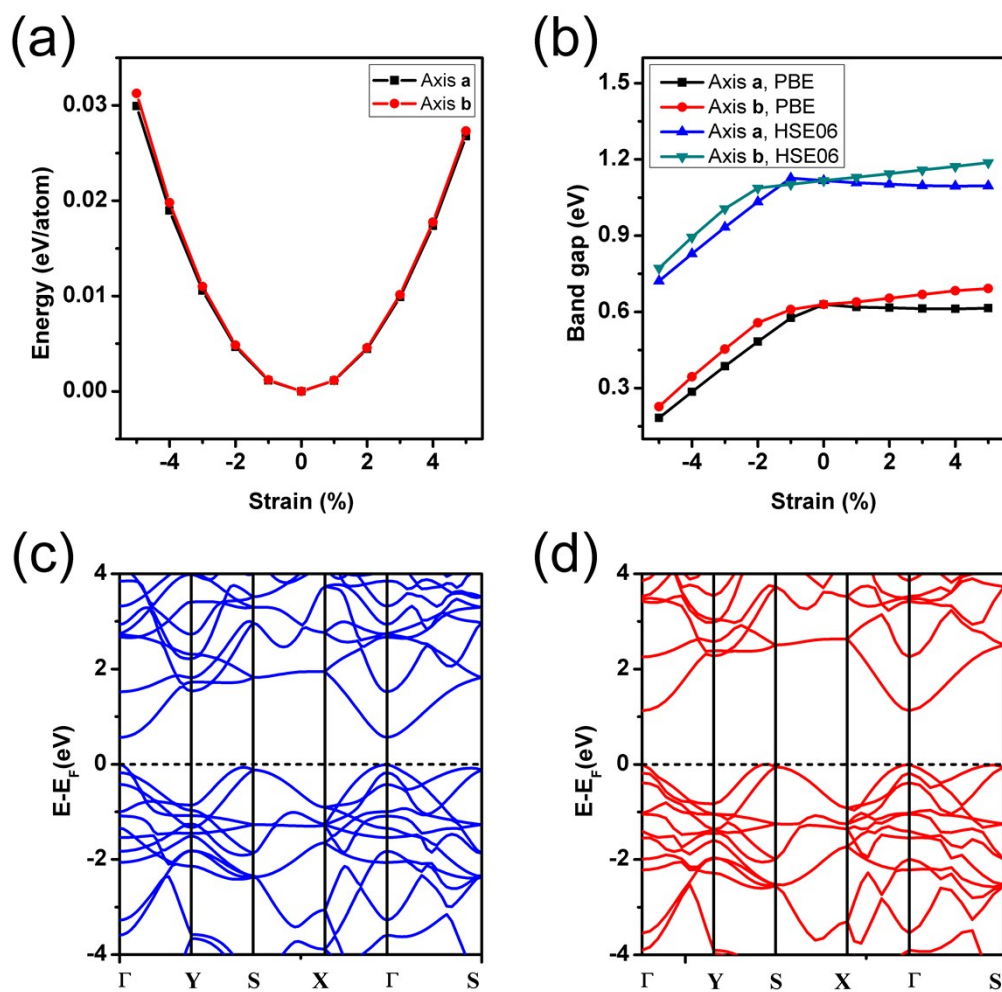 (a)
Axis a
Axis b
0.03
0.02
0.01
0.00
Energy (eV/atom)
-4 -2 0 2 4
Strain (%)
(b)
Axis a, PBE
Axis b, PBE
Axis a, HSE06
Axis b, HSE06
1.5
1.2
0.9
0.6
0.3
Band gap (eV)
-4 -2 0 2 4
Strain (%)
(c)
4
2
0
-2
-4
E-EF(eV)
Γ Y S X Γ S
(d)
4
2
0
-2
-4
E-EF(eV)
Γ Y S X Γ S